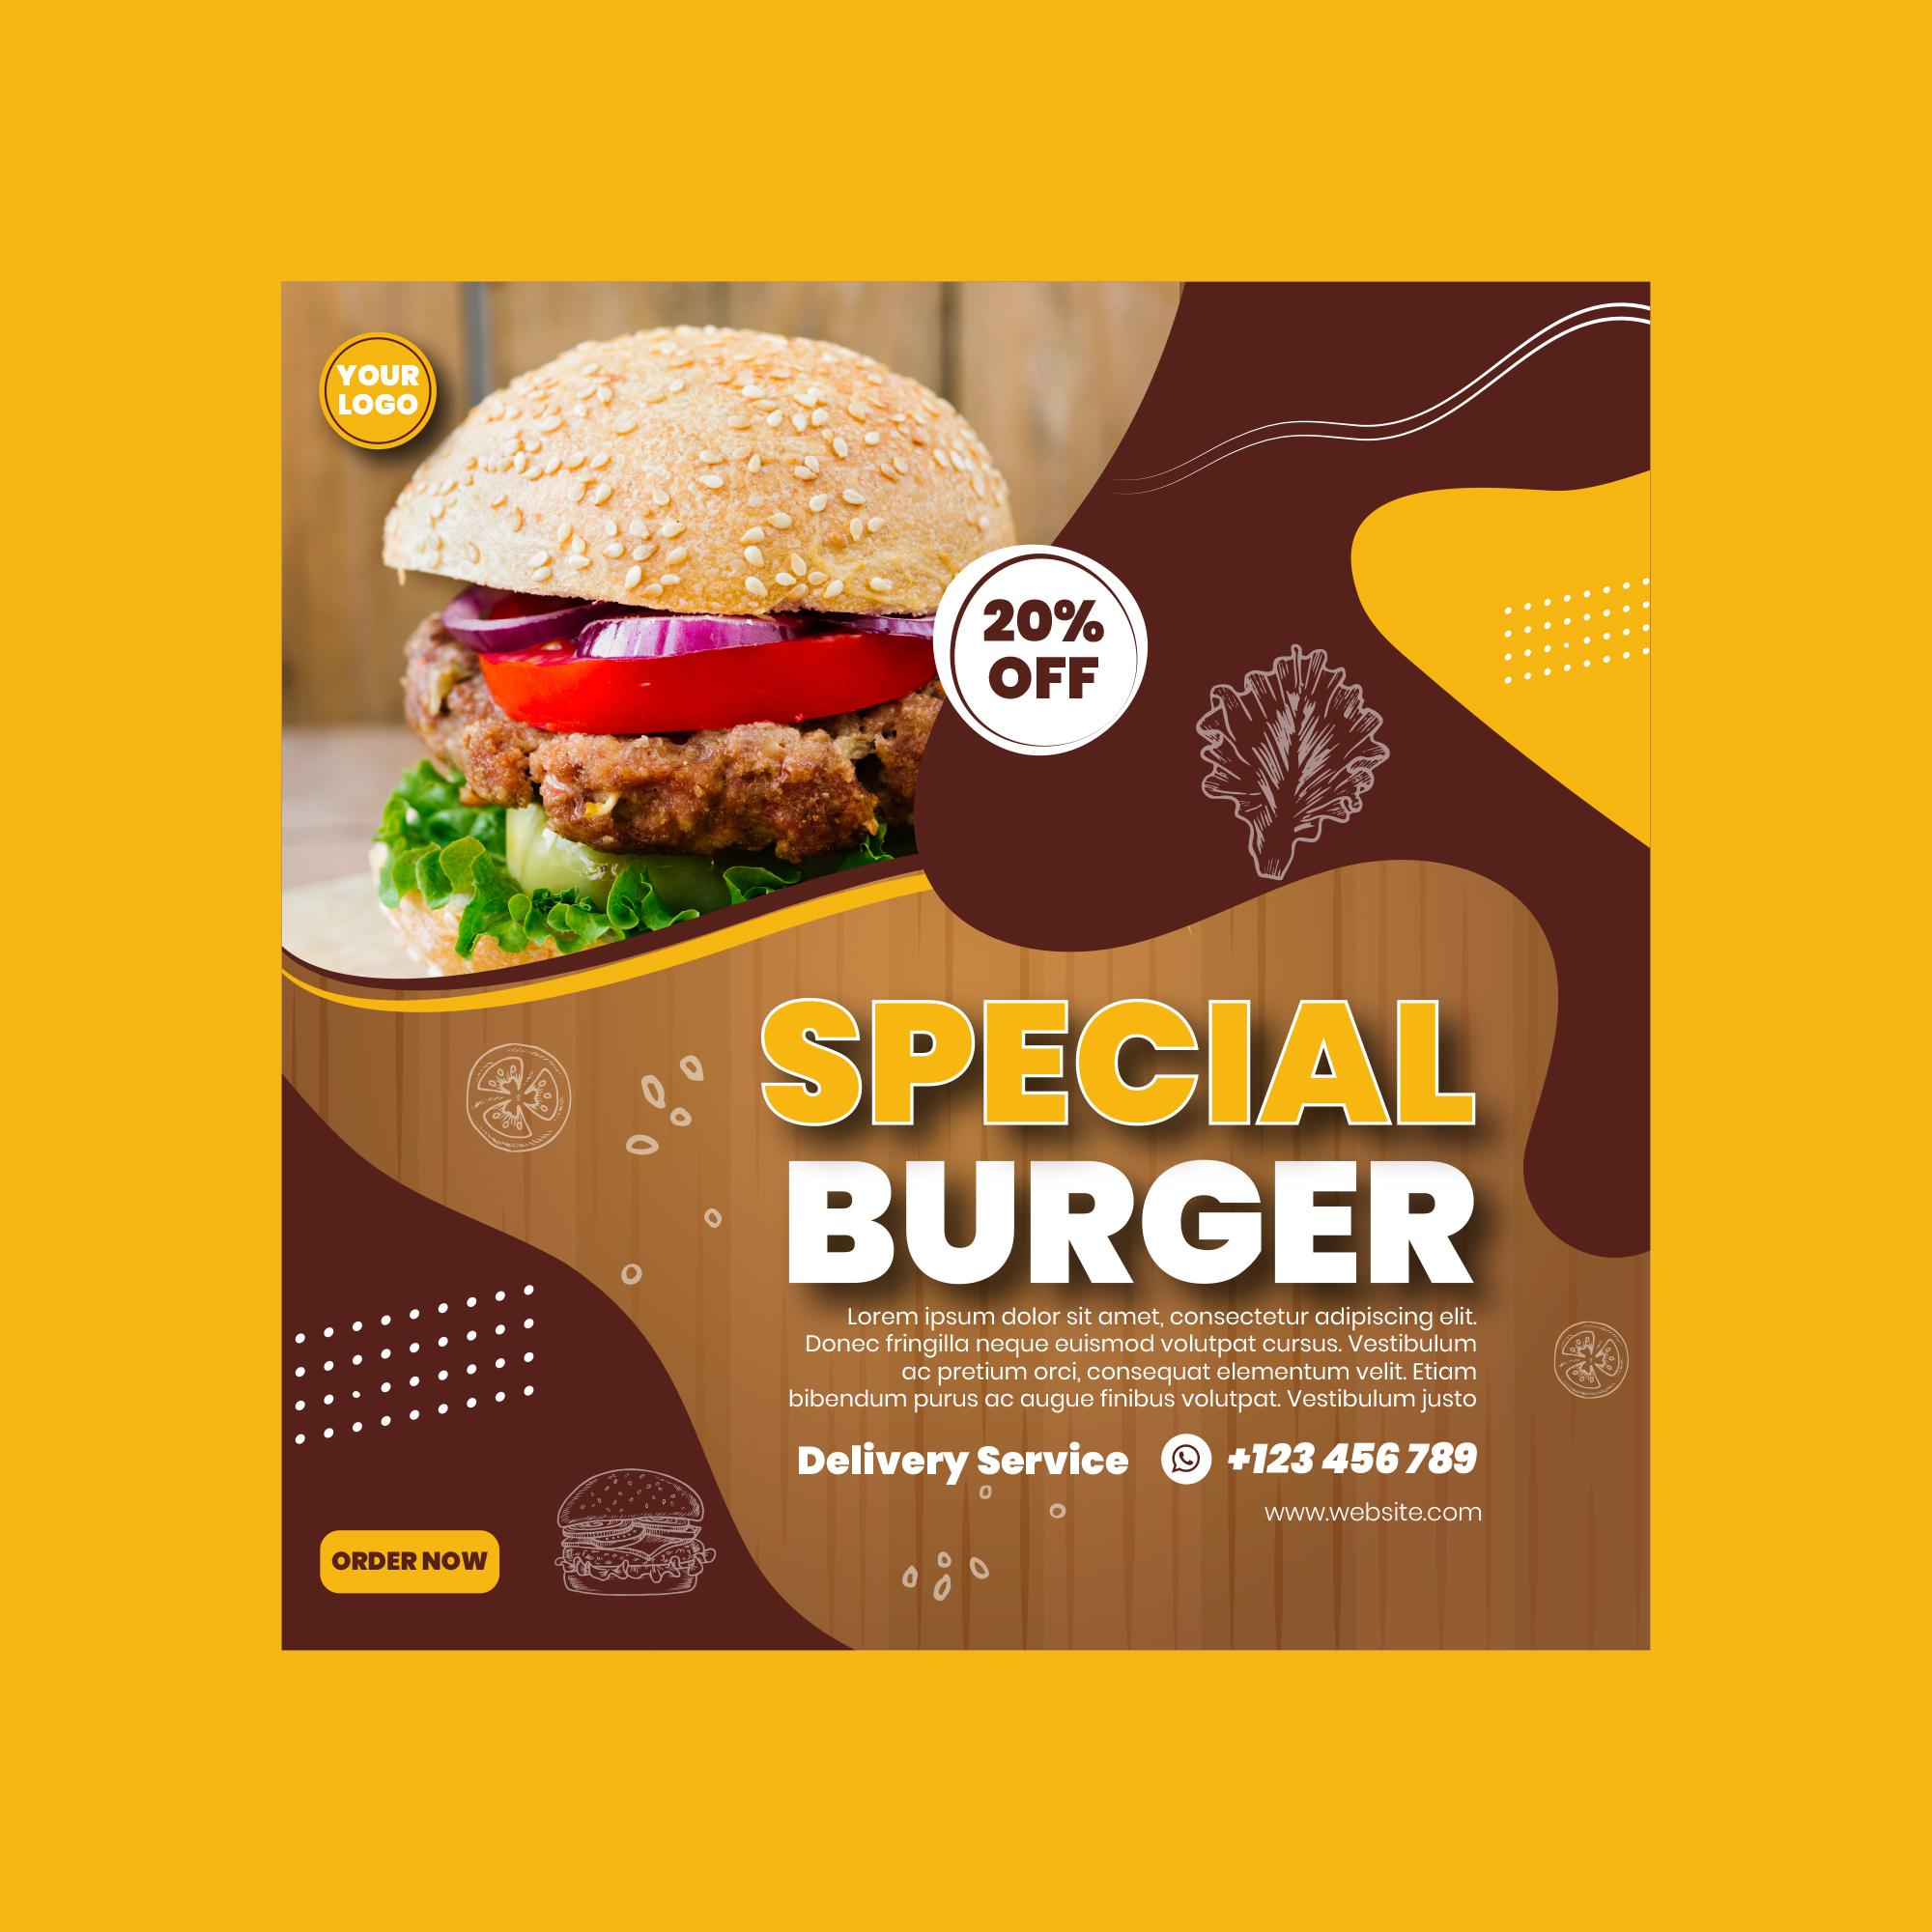 YOUR
LOGO
20%
OFF
SPECIAL
BURGER
Lorem ipsum dolor sit amet, consectetur adipiscing elit.
Donec fringilla neque euismod volutpat cursus. Vestibulum
ac pretium orci, consequat elementum velit. Etiam
bibendum purus ac augue finibus volutpat. Vestibulum justo
Delivery Service +123 456 789
www.website.com
ORDER NOW